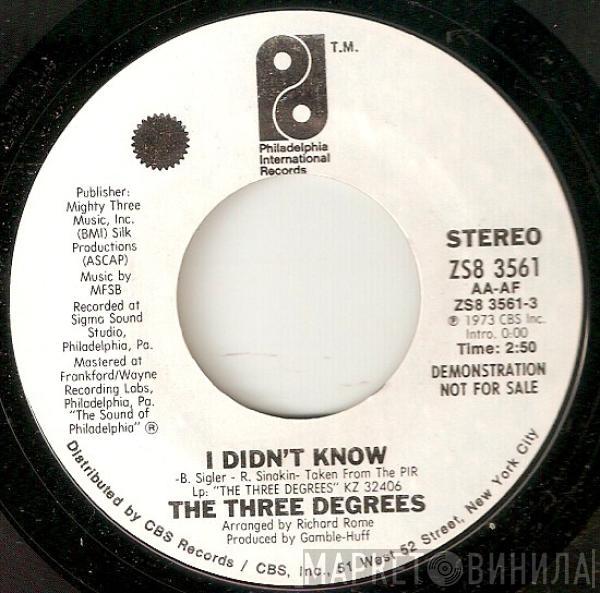 T.M.
Philadelphia
International
Records
Publisher:
Mighty Three
Music, Inc.
(BMI) Silk
Productions
(ASCAP)
Music by
MFSB
Recorded at
Sigma Sound
Studio,
Philadelphia, Pa.
Mastered at
Frankford/Wayne
Recording Labs,
Philadelphia, Pa.
"The Sound of
Philadelphia" ®
STEREO
ZS8 3561
AA-AF
ZS8 3561-3
℗ 1973 CBS Inc.
Intro. 0:00
Time: 2:50
DEMONSTRATION
NOT FOR SALE
I DIDN'T KNOW
-B. Sigler - R. Sinakin- Taken From The PIR
Lp: "THE THREE DEGREES" KZ 32406
THE THREE DEGREES
Arranged by Richard Rome
Produced by Gamble-Huff
Distributed by CBS Records / CBS, Inc., 51 West 52 Street, New York City
МАРКЕТ ВИНИЛА